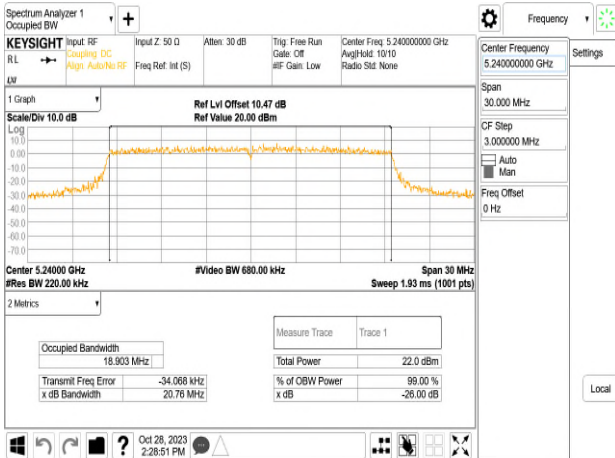 Spectrum Analyzer 1
Occupied BW
+
Frequency
KEYSIGHT
RL
LXI
Input: RF
Coupling: DC
Align: Auto/No RF
Input Z: 50 Ω
Freq Ref: Int (S)
Atten: 30 dB
Trig: Free Run
Gate: Off
#IF Gain: Low
Center Freq: 5.240000000 GHz
Avg|Hold: 10/10
Radio Std: None
Center Frequency
5.240000000 GHz
Settings
Span
30.000 MHz
CF Step
3.000000 MHz
Auto
Man
Freq Offset
0 Hz
Local
1 Graph
Scale/Div 10.0 dB
Ref Lvl Offset 10.47 dB
Ref Value 20.00 dBm
Log
10.0
0.00
-10.0
-20.0
-30.0
-40.0
-50.0
-60.0
-70.0
Center 5.24000 GHz
#Res BW 220.00 kHz
#Video BW 680.00 kHz
Span 30 MHz
Sweep 1.93 ms (1001 pts)
2 Metrics
Measure Trace Trace 1
Occupied Bandwidth
18.903 MHz
Total Power 22.0 dBm
Transmit Freq Error -34.068 kHz
% of OBW Power 99.00 %
x dB Bandwidth 20.76 MHz
x dB -26.00 dB
?
Oct 28, 2023
2:28:51 PM